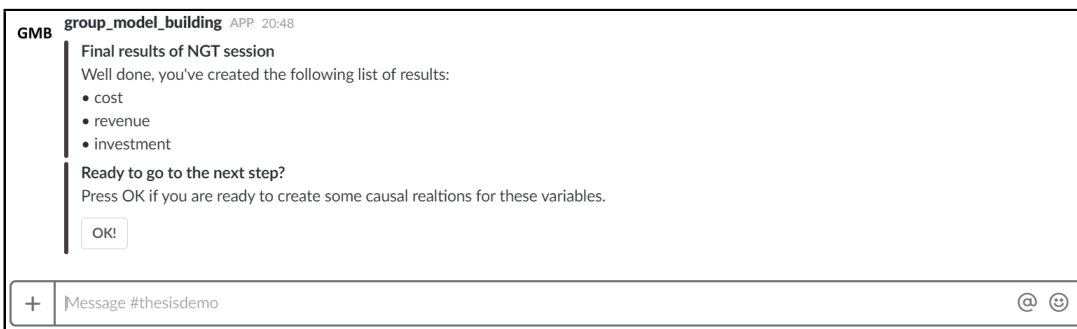 GMB
group_model_building APP 20:48
Final results of NGT session
Well done, you've created the following list of results:
• cost
• revenue
• investment
Ready to go to the next step?
Press OK if you are ready to create some causal realtions for these variables.
OK!
+ Message #thesisdemo @